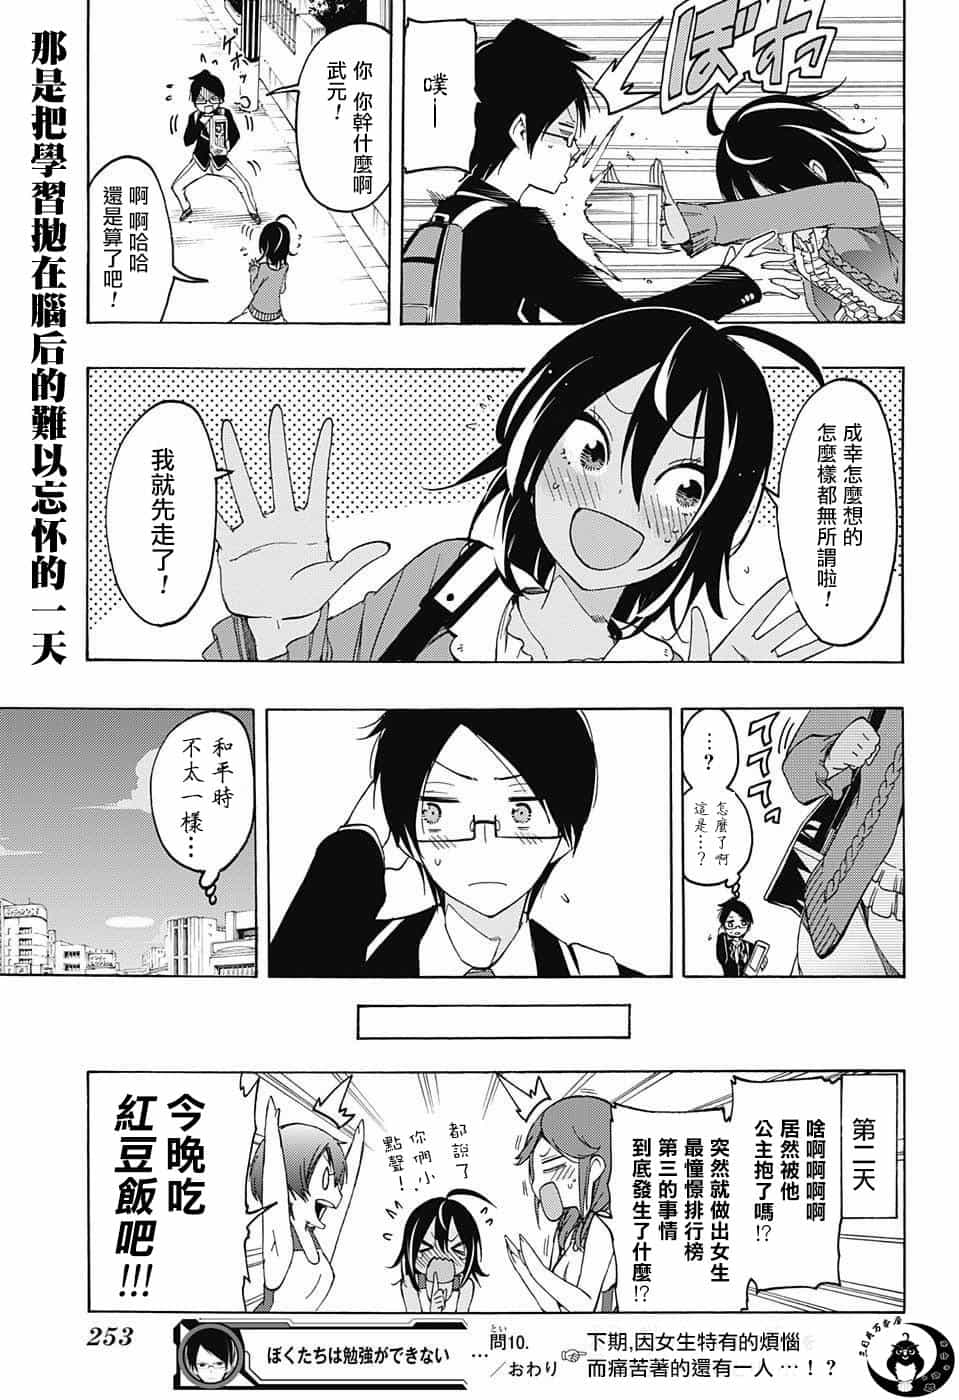 ぼすっ
噗—
你 你幹什麼啊
武元！
啊 啊哈哈
還是算了吧！
成幸怎麼想的
怎麼樣都無所謂啦！
我就先走了！
那是把學習拋在腦后的難以忘怀的一天
ててててて
…？
怎麼了啊
這是…？
和平時
不太一樣…
第二天
啥啊啊啊啊
居然被他
公主抱了嗎!?
突然就做出女生
最憧憬排行榜
第三的事情
到底發生了什麼!?
都說了
你們小
點聲！
今晚吃
紅豆飯吧!!!
253
ぼくたちは勉強ができない
…問10.
とい
／おわり
☞下期,因女生特有的煩惱
而痛苦著的還有一人…！？